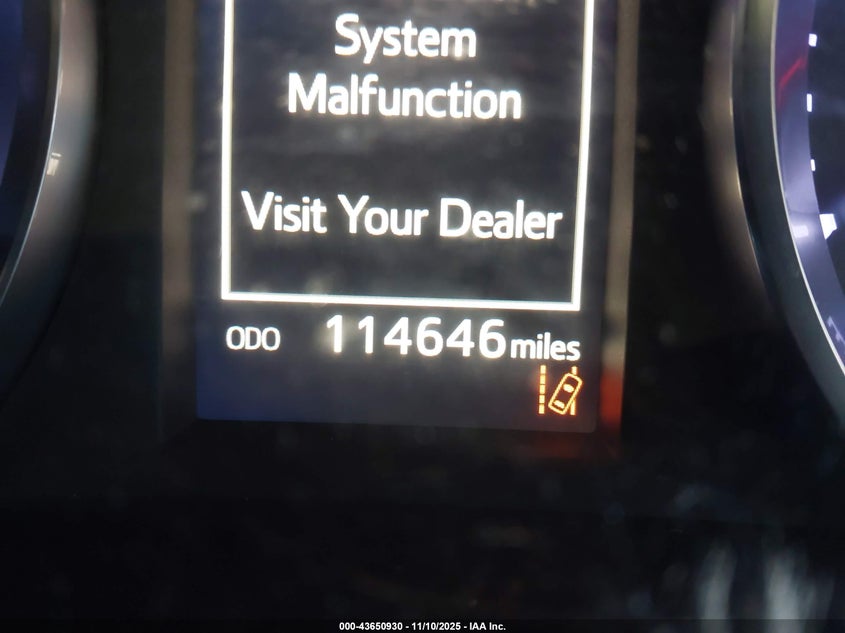 System
Malfunction
Visit Your Dealer
ODO 114646 miles
000-43650930 - 11/10/2025 - IAA Inc.